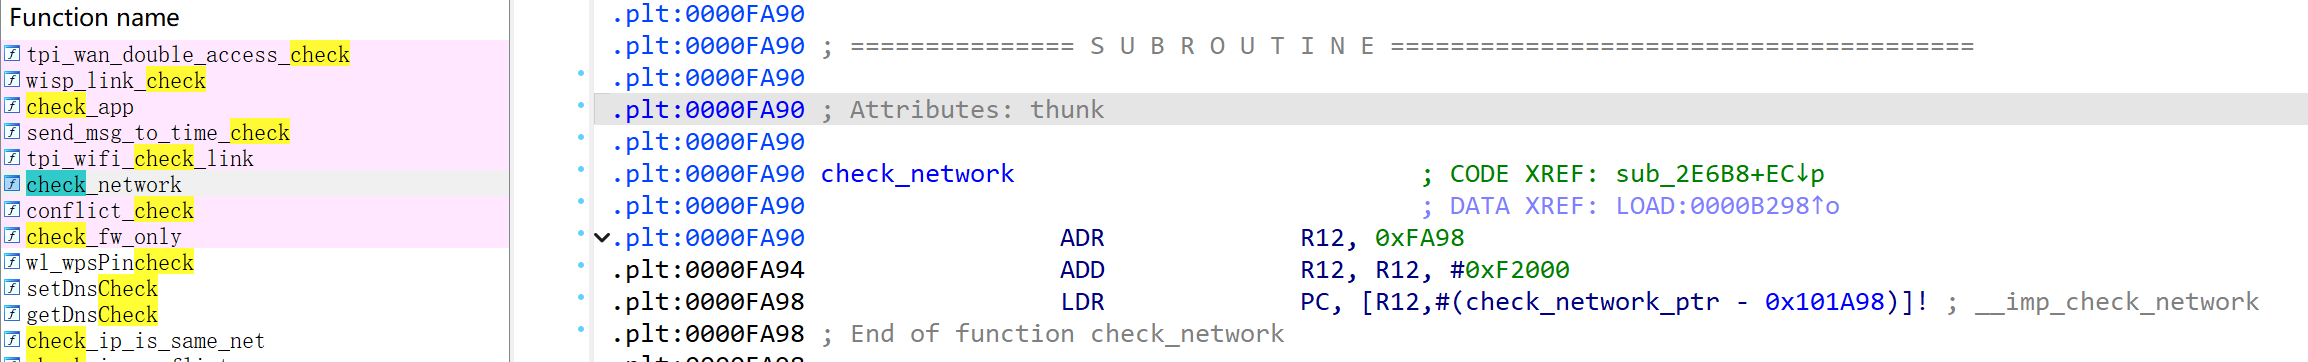 Function name
tpi_wan_double_access_check
wisp_link_check
check_app
send_msg_to_time_check
tpi_wifi_check_link
check_network
conflict_check
check_fw_only
wl_wpsPincheck
setDnsCheck
getDnsCheck
check_ip_is_same_net
.plt:0000FA90
.plt:0000FA90 ; =============== S U B R O U T I N E =======================================
.plt:0000FA90
.plt:0000FA90 ; Attributes: thunk
.plt:0000FA90
.plt:0000FA90 check_network ; CODE XREF: sub_2E6B8+EC↓p
.plt:0000FA90 ; DATA XREF: LOAD:0000B298↑o
.plt:0000FA90 ADR R12, 0xFA98
.plt:0000FA94 ADD R12, R12, #0xF2000
.plt:0000FA98 LDR PC, [R12,#(check_network_ptr - 0x101A98)]! ; __imp_check_network
.plt:0000FA98 ; End of function check_network
.plt:0000FA98